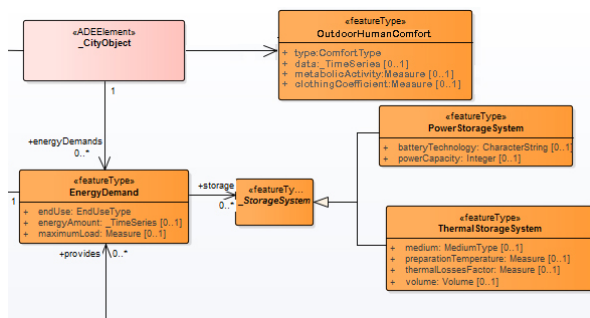 «ADEElement»
_CityObject
«featureType»
OutdoorHumanComfort
+ type:ComfortType
+ data:_TimeSeries [0..1]
+ metabolicActivity:Measure [0..1]
+ clothingCoefficient:Measure [0..1]
1
+energyDemands
0..*
«featureType»
PowerStorageSystem
+ batteryTechnology: CharacterString [0..1]
+ powerCapacity: Integer [0..1]
«featureType»
EnergyDemand
+ endUse: EndUseType
+ energyAmount: _TimeSeries [0..1]
+ maximumLoad: Measure [0..1]
1
+storage
0..*
«featureTy...
_StorageSystem
«featureType»
ThermalStorageSystem
+ medium: MediumType [0..1]
+ preparationTemperature: Measure [0..1]
+ thermalLossesFactor: Measure [0..1]
+ volume: Volume [0..1]
+provides
0..*